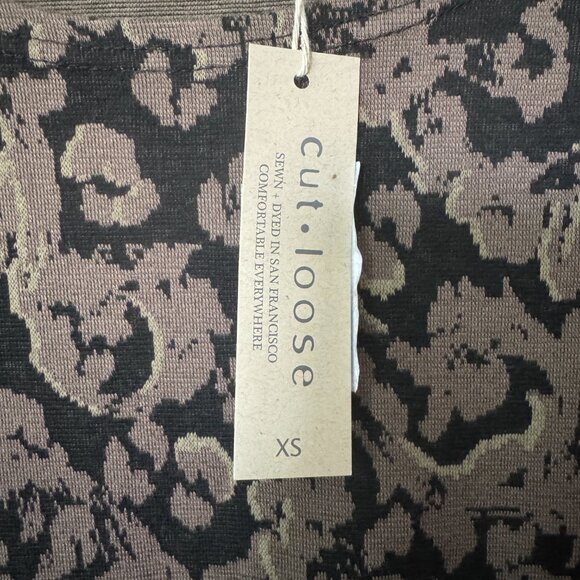 cut • loose
SEWN + DYED IN SAN FRANCISCO
COMFORTABLE EVERYWHERE
XS